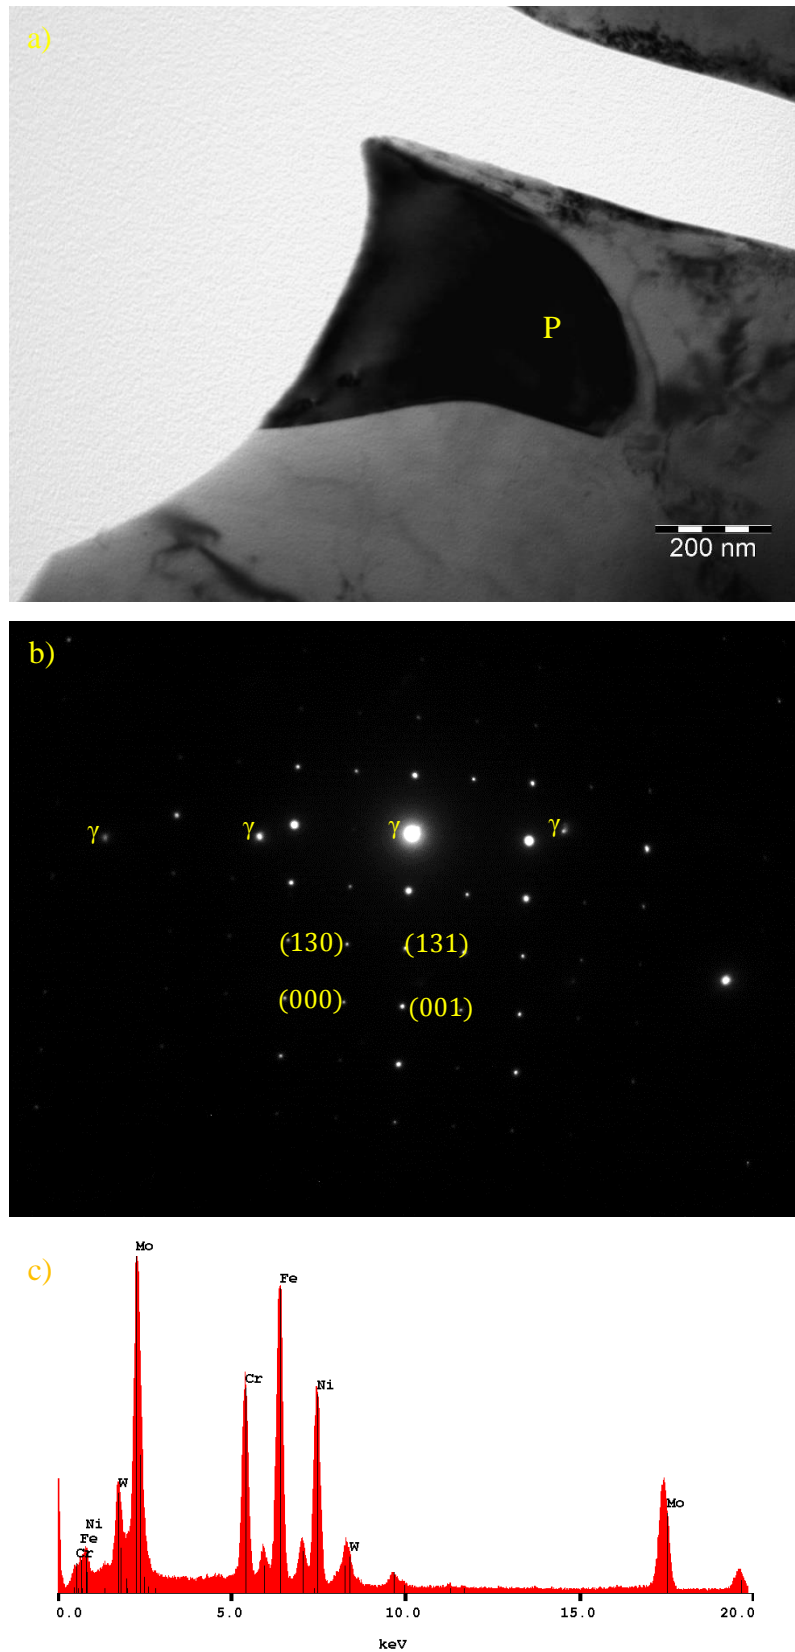 a)
P
200 nm
b)
γ γ γ γ
(130) (131)
(000) (001)
c)
Mo
Fe
Cr
Ni
W
Ni
Fe
Cr
W
Mo
0.0 5.0 10.0 15.0 20.0
keV